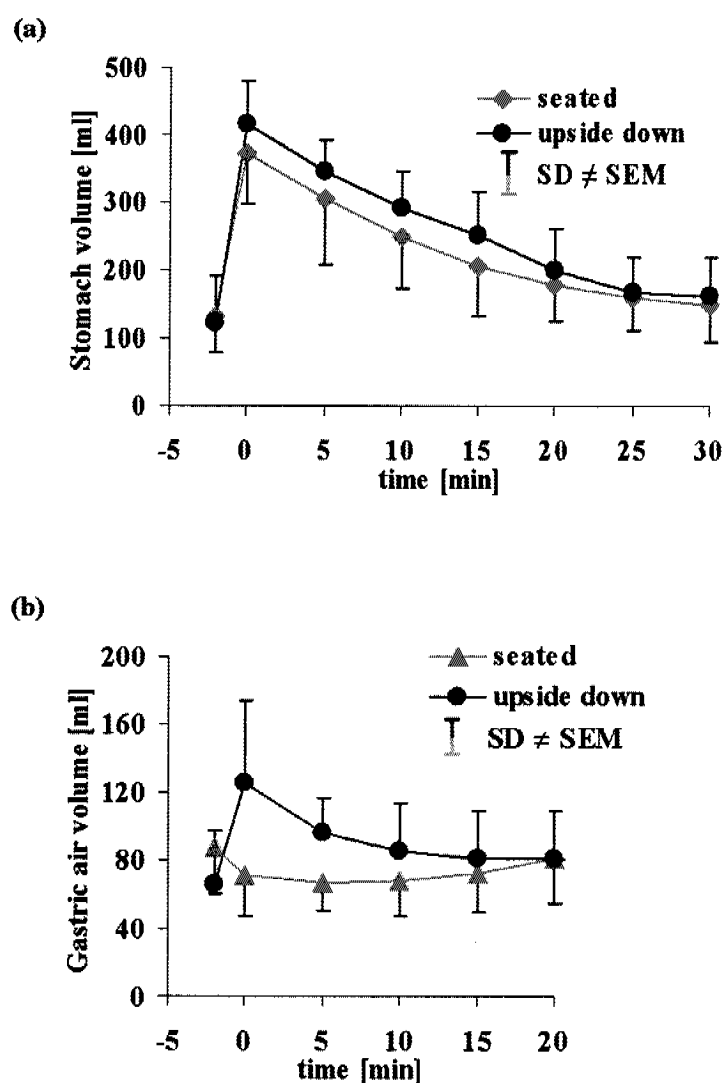 (a)
Stomach volume [ml]
500
400
300
200
100
0
seated
upside down
SD ≠ SEM
-5 0 5 10 15 20 25 30
time [min]
(b)
Gastric air volume [ml]
200
160
120
80
40
0
seated
upside down
SD ≠ SEM
-5 0 5 10 15 20
time [min]